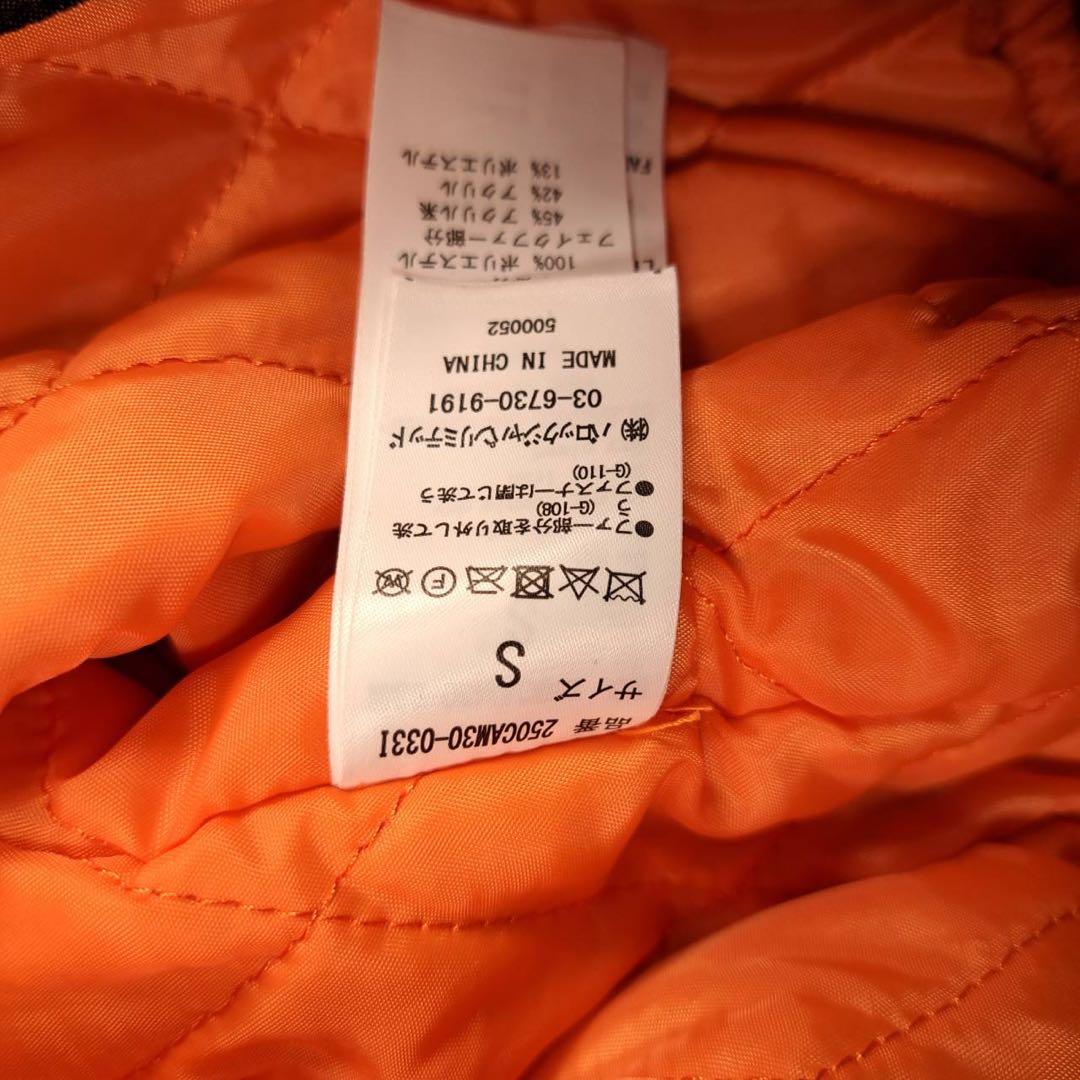 品番 250CAM30-0331
サイズ
S
●ファー部分を取り外して洗
う (G-108)
●ファスナーは閉じて洗う
(G-110)
㈱バロックジャパンリミテッド
03-6730-9191
MADE IN CHINA
500052
100% ポリエステル
フェイクファー部分
45% アクリル系
42% アクリル
13% ポリエステル